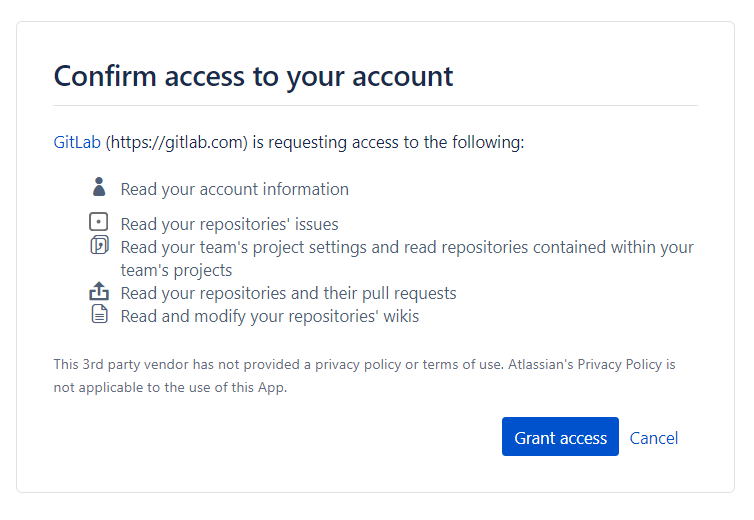 Confirm access to your account
GitLab (https://gitlab.com) is requesting access to the following:
Read your account information
Read your repositories' issues
Read your team's project settings and read repositories contained within your
team's projects
Read your repositories and their pull requests
Read and modify your repositories' wikis
This 3rd party vendor has not provided a privacy policy or terms of use. Atlassian's Privacy Policy is
not applicable to the use of this App.
Grant access Cancel